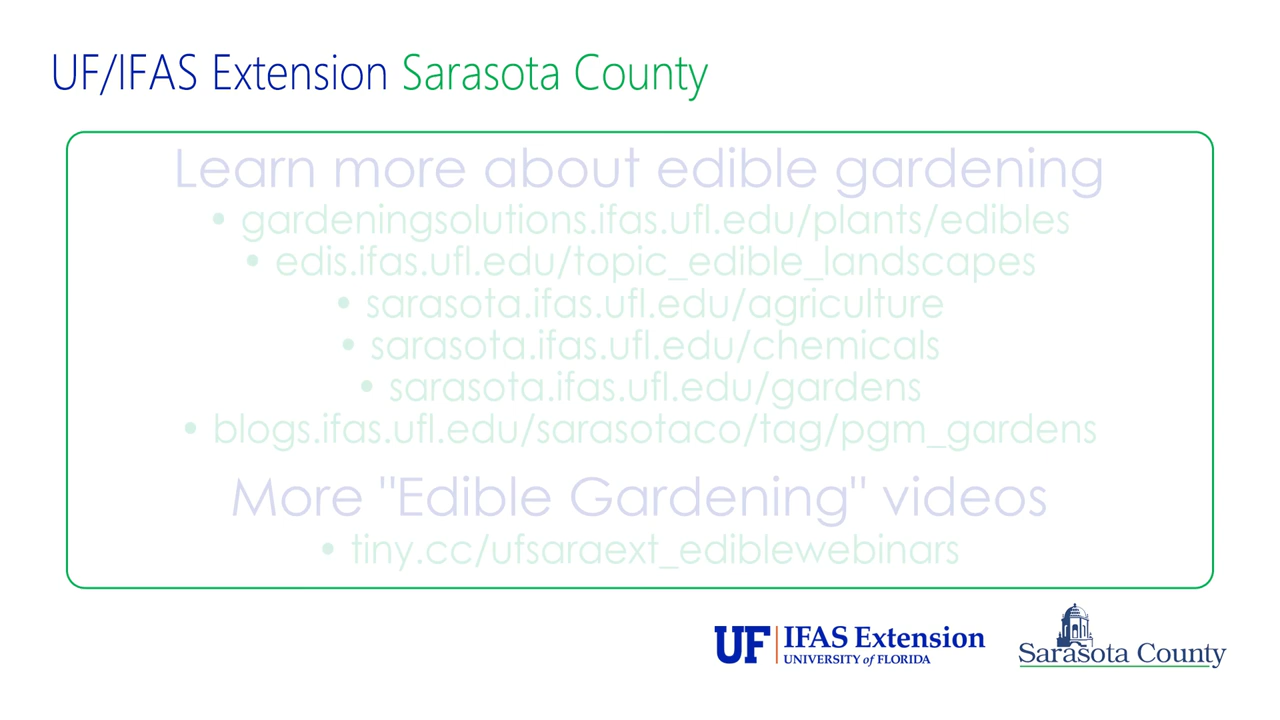 UF/IFAS Extension Sarasota County
Learn more about edible gardening
• gardeningsolutions.ifas.ufl.edu/plants/edibles
• edis.ifas.ufl.edu/topic_edible_landscapes
• sarasota.ifas.ufl.edu/agriculture
• sarasota.ifas.ufl.edu/chemicals
• sarasota.ifas.ufl.edu/gardens
• blogs.ifas.ufl.edu/sarasotaco/tag/pgm_gardens
More "Edible Gardening" videos
• tiny.cc/ufsaraext_ediblewebinars
UF IFAS Extension
UNIVERSITY of FLORIDA
Sarasota County